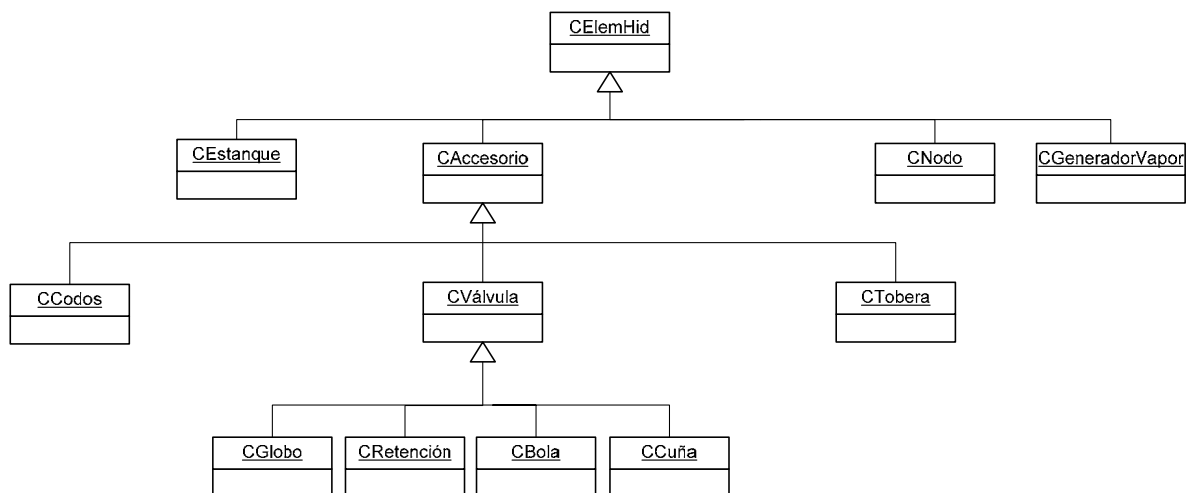 CElemHid
CEstanque
CAccesorio
CNodo
CGeneradorVapor
CCodos
CVálvula
CTobera
CGlobo
CRetención
CBola
CCuña